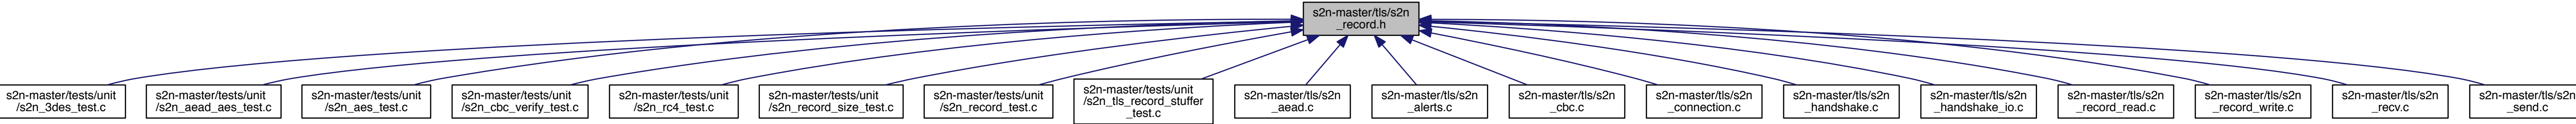 s2n-master/tls/s2n
_record.h
s2n-master/tests/unit
/s2n_3des_test.c
s2n-master/tests/unit
/s2n_aead_aes_test.c
s2n-master/tests/unit
/s2n_aes_test.c
s2n-master/tests/unit
/s2n_cbc_verify_test.c
s2n-master/tests/unit
/s2n_rc4_test.c
s2n-master/tests/unit
/s2n_record_size_test.c
s2n-master/tests/unit
/s2n_record_test.c
s2n-master/tests/unit
/s2n_tls_record_stuffer
_test.c
s2n-master/tls/s2n
_aead.c
s2n-master/tls/s2n
_alerts.c
s2n-master/tls/s2n
_cbc.c
s2n-master/tls/s2n
_connection.c
s2n-master/tls/s2n
_handshake.c
s2n-master/tls/s2n
_handshake_io.c
s2n-master/tls/s2n
_record_read.c
s2n-master/tls/s2n
_record_write.c
s2n-master/tls/s2n
_recv.c
s2n-master/tls/s2n
_send.c